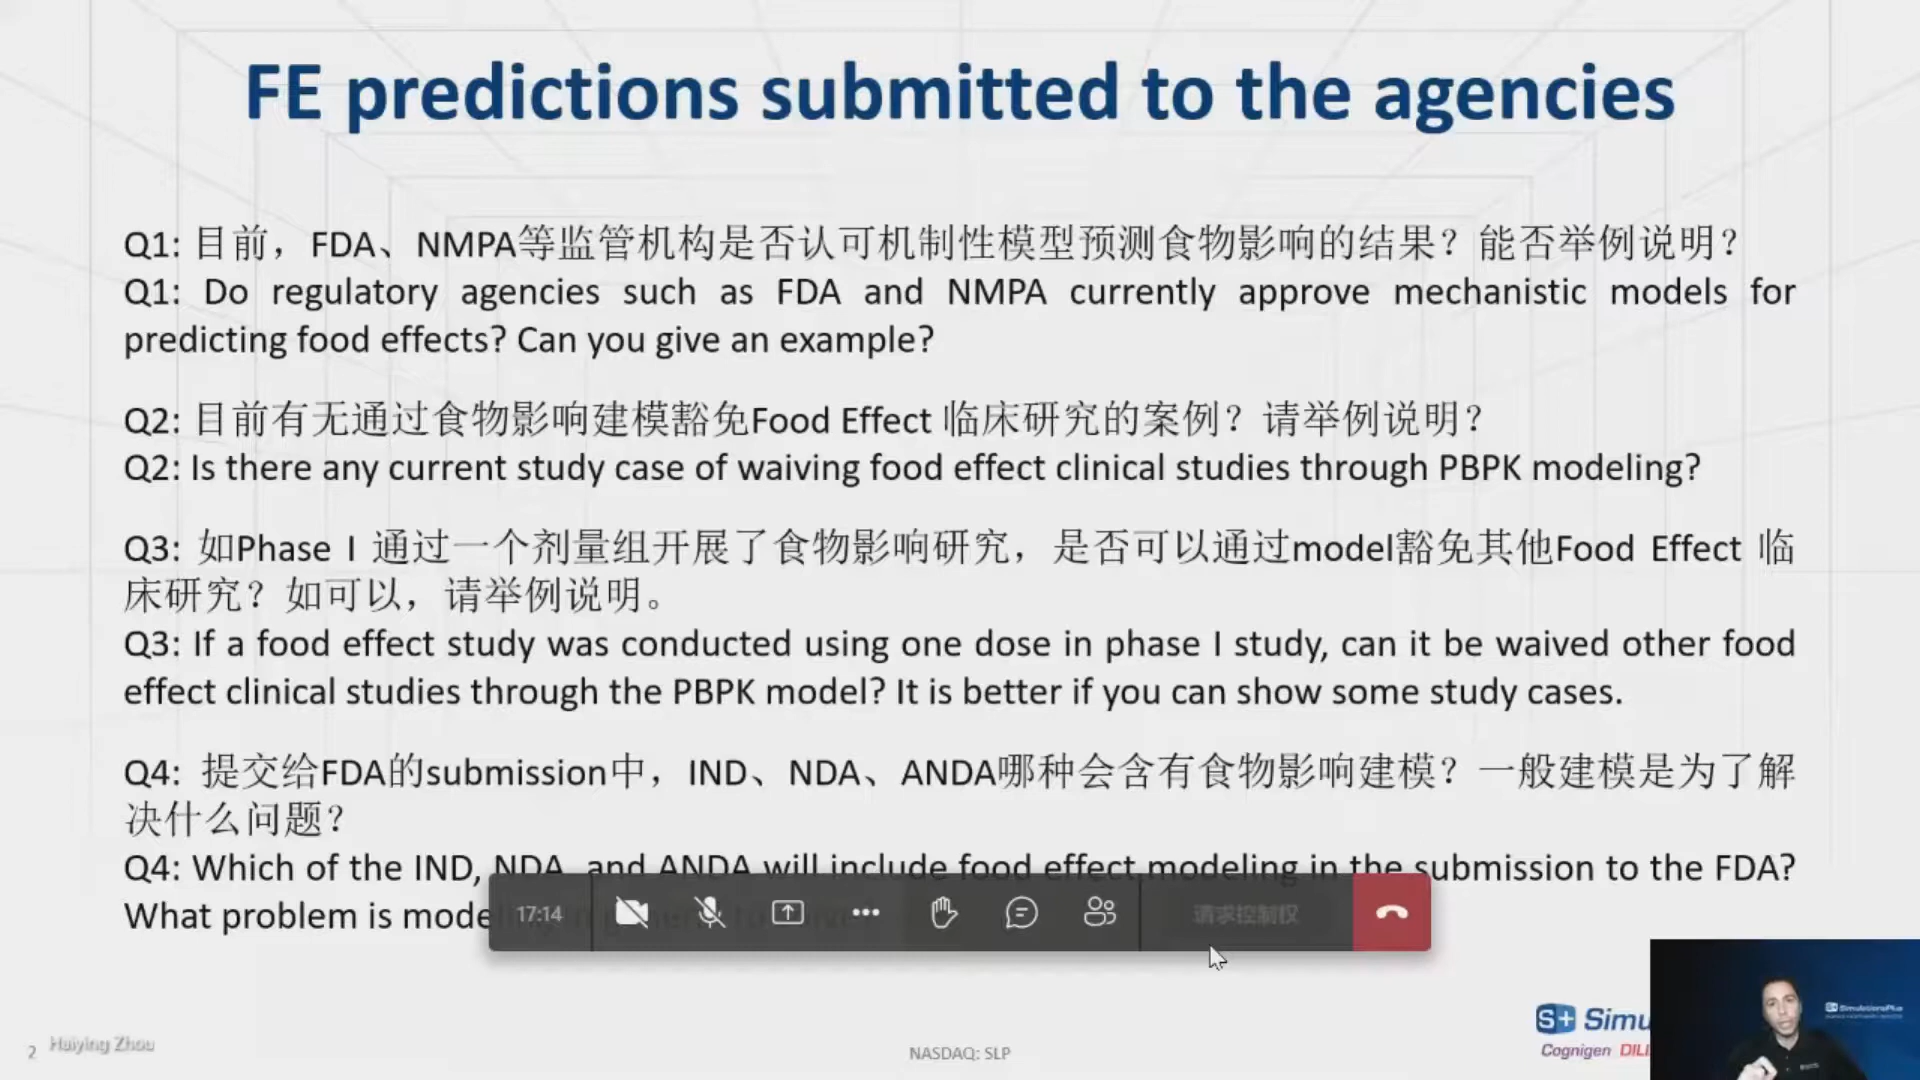 FE predictions submitted to the agencies
Q1: 目前，FDA、NMPA等监管机构是否认可机制性模型预测食物影响的结果？能否举例说明？
Q1: Do regulatory agencies such as FDA and NMPA currently approve mechanistic models for
predicting food effects? Can you give an example?
Q2: 目前有无通过食物影响建模豁免Food Effect 临床研究的案例？请举例说明？
Q2: Is there any current study case of waiving food effect clinical studies through PBPK modeling?
Q3: 如Phase I 通过一个剂量组开展了食物影响研究，是否可以通过model豁免其他Food Effect 临
床研究？如可以，请举例说明。
Q3: If a food effect study was conducted using one dose in phase I study, can it be waived other food
effect clinical studies through the PBPK model? It is better if you can show some study cases.
Q4: 提交给FDA的submission中，IND、NDA、ANDA哪种会含有食物影响建模？一般建模是为了解
决什么问题？
Q4: Which of the IND, NDA, and ANDA will include food effect modeling in the submission to the FDA?
What problem is
17:14
请求控制权
S+ Simu
Cognigen DILI
SimulationsPlus
2
Haiying Zhou
NASDAQ: SLP